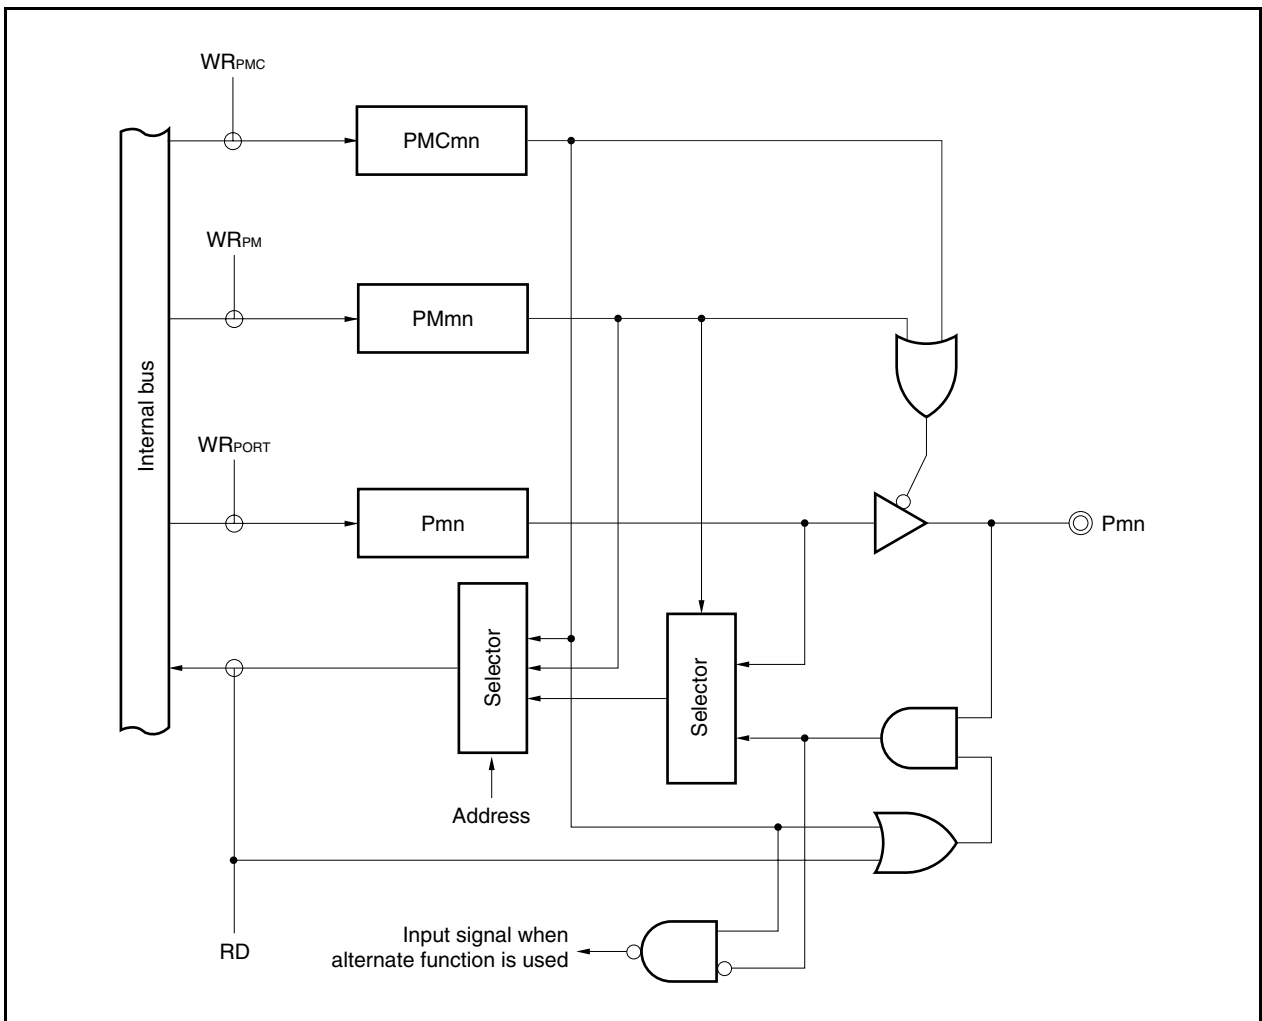 WRPMC
PMCmn
WRPM
PMmn
Internal bus
WRPORT
Pmn
Pmn
Selector
Selector
Address
RD
Input signal when
alternate function is used